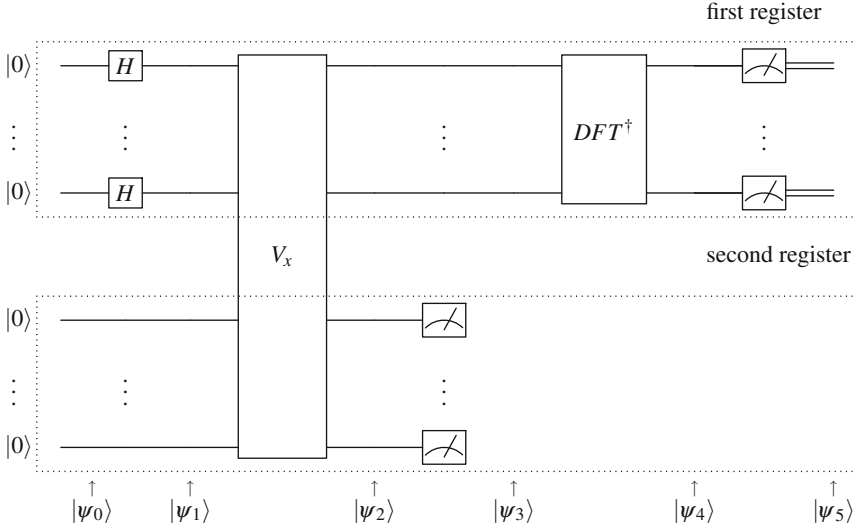 first register
|0⟩ H
⋮ ⋮ ⋮ DFT† ⋮
|0⟩ H
V_x second register
|0⟩
⋮ ⋮ ⋮
|0⟩
↑ ↑ ↑ ↑ ↑ ↑
|ψ₀⟩ |ψ₁⟩ |ψ₂⟩ |ψ₃⟩ |ψ₄⟩ |ψ₅⟩